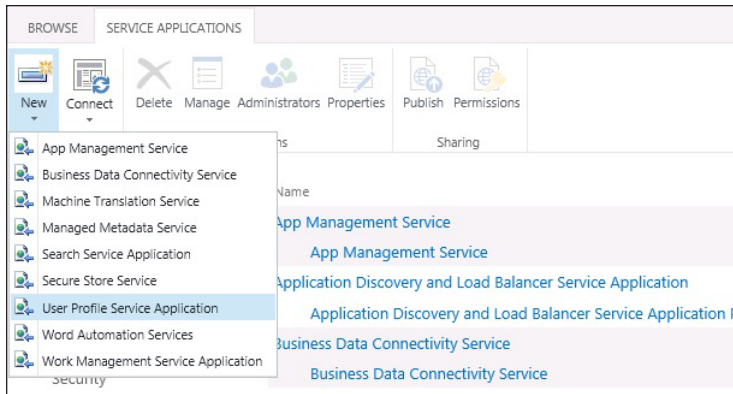 BROWSE SERVICE APPLICATIONS
New Connect Delete Manage Administrators Properties Publish Permissions
Sharing
App Management Service
Business Data Connectivity Service
Machine Translation Service
Managed Metadata Service
Search Service Application
Secure Store Service
User Profile Service Application
Word Automation Services
Work Management Service Application
Security
Name
App Management Service
App Management Service
Application Discovery and Load Balancer Service Application
Application Discovery and Load Balancer Service Application
Business Data Connectivity Service
Business Data Connectivity Service